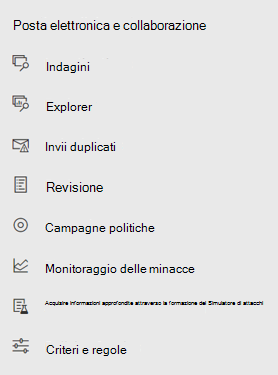 Posta elettronica e collaborazione
Indagini
Explorer
Invii duplicati
Revisione
Campagne politiche
Monitoraggio delle minacce
Acquisire informazioni approfondite attraverso la formazione del Simulatore di attacchi
Criteri e regole